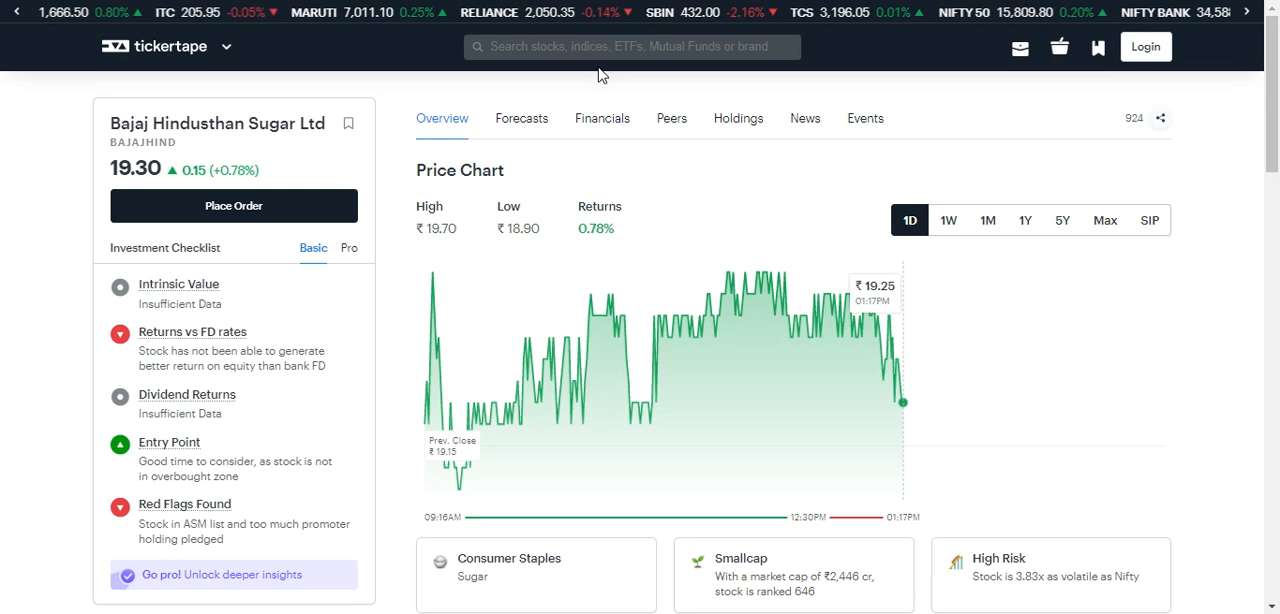 1,666.50 0.80% ITC 205.95 -0.05% MARUTI 7,011.10 0.25% RELIANCE 2,050.35 -0.14% SBIN 432.00 -2.16% TCS 3,196.05 0.01% NIFTY 50 15,809.80 0.20% NIFTY BANK 34,58
tickertape
Search stocks, indices, ETFs, Mutual Funds or brand
Login
Bajaj Hindusthan Sugar Ltd
BAJAJHIND
19.30 0.15 (+0.78%)
Place Order
Investment Checklist Basic Pro
Intrinsic Value
Insufficient Data
Returns vs FD rates
Stock has not been able to generate
better return on equity than bank FD
Dividend Returns
Insufficient Data
Entry Point
Good time to consider, as stock is not
in overbought zone
Red Flags Found
Stock in ASM list and too much promoter
holding pledged
Go pro! Unlock deeper insights
Overview Forecasts Financials Peers Holdings News Events
924
Price Chart
High Low Returns
₹ 19.70 ₹ 18.90 0.78%
1D 1W 1M 1Y 5Y Max SIP
₹ 19.25
01:17PM
Prev. Close
₹ 19.15
09:16AM 12:30PM 01:17PM
Consumer Staples
Sugar
Smallcap
With a market cap of ₹2,446 cr,
stock is ranked 646
High Risk
Stock is 3.83x as volatile as Nifty